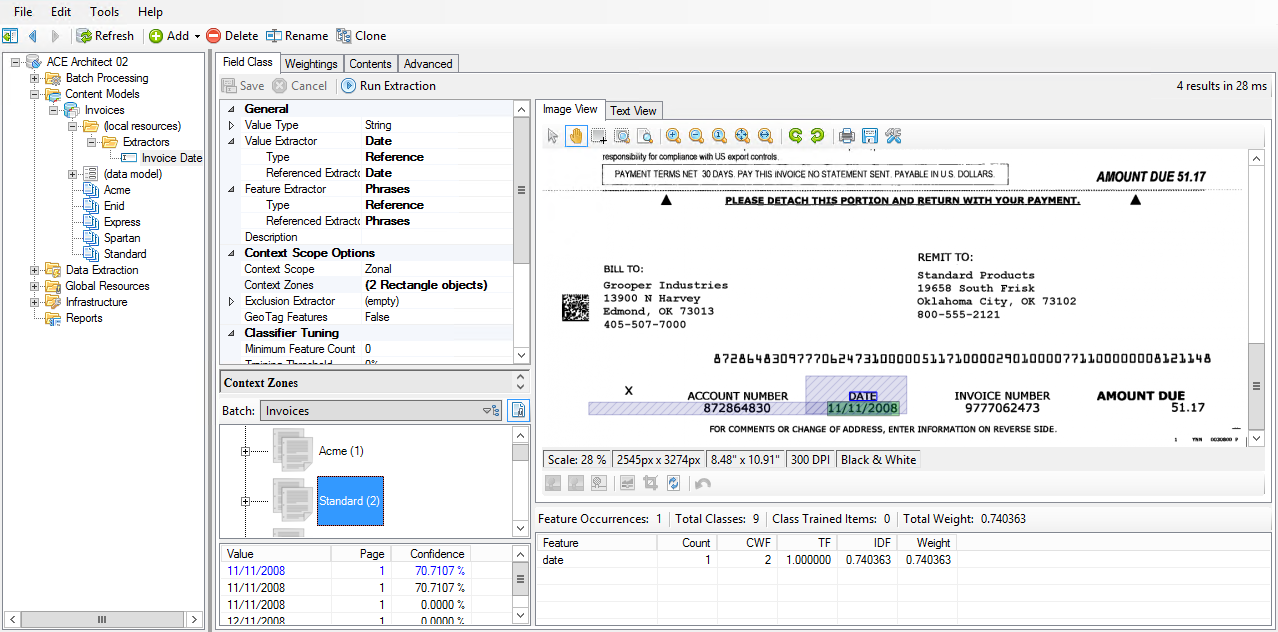 File Edit Tools Help
Refresh Add Delete Rename Clone
ACE Architect 02
Batch Processing
Content Models
Invoices
(local resources)
Extractors
Invoice Date
(data model)
Acme
Enid
Express
Spartan
Standard
Data Extraction
Global Resources
Infrastructure
Reports
Field Class Weightings Contents Advanced
Save Cancel Run Extraction
4 results in 28 ms
General
Value Type String
Value Extractor Date
Type Reference
Referenced Extracto Date
Feature Extractor Phrases
Type Reference
Referenced Extracto Phrases
Description
Context Scope Options
Context Scope Zonal
Context Zones (2 Rectangle objects)
Exclusion Extractor (empty)
GeoTag Features False
Classifier Tuning
Minimum Feature Count 0
Training Threshold 0%
Context Zones
Batch: Invoices
Acme (1)
Standard (2)
Value Page Confidence
11/11/2008 1 70.7107 %
11/11/2008 1 70.7107 %
11/11/2008 1 0.0000 %
12/11/2008 1 0.0000 %
Image View Text View
responsibility for compliance with US export controls.
PAYMENT TERMS NET 30 DAYS. PAY THIS INVOICE NO STATEMENT SENT. PAYABLE IN U.S. DOLLARS.
AMOUNT DUE 51.17
PLEASE DETACH THIS PORTION AND RETURN WITH YOUR PAYMENT.
BILL TO:
Grooper Industries
13900 N Harvey
Edmond, OK 73013
405-507-7000
REMIT TO:
Standard Products
19658 South Frisk
Oklahoma City, OK 73102
800-555-2121
X ACCOUNT NUMBER DATE INVOICE NUMBER AMOUNT DUE
872864830 11/11/2008 9777062473 51.17
FOR COMMENTS OR CHANGE OF ADDRESS, ENTER INFORMATION ON REVERSE SIDE.
Scale: 28 % 2545px x 3274px 8.48" x 10.91" 300 DPI Black & White
Feature Occurrences: 1 Total Classes: 9 Class Trained Items: 0 Total Weight: 0.740363
Feature Count CWF TF IDF Weight
date 1 2 1.000000 0.740363 0.740363